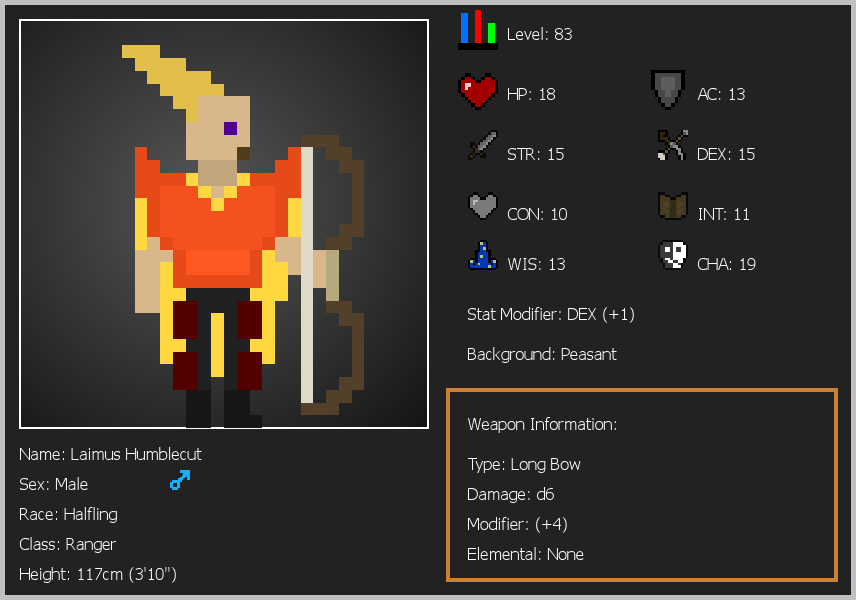 Level: 83
HP: 18
AC: 13
STR: 15
DEX: 15
CON: 10
INT: 11
WIS: 13
CHA: 19
Stat Modifier: DEX (+1)
Background: Peasant
Weapon Information:
Type: Long Bow
Damage: d6
Modifier: (+4)
Elemental: None
Name: Laimus Humblecut
Sex: Male
Race: Halfling
Class: Ranger
Height: 117cm (3'10")